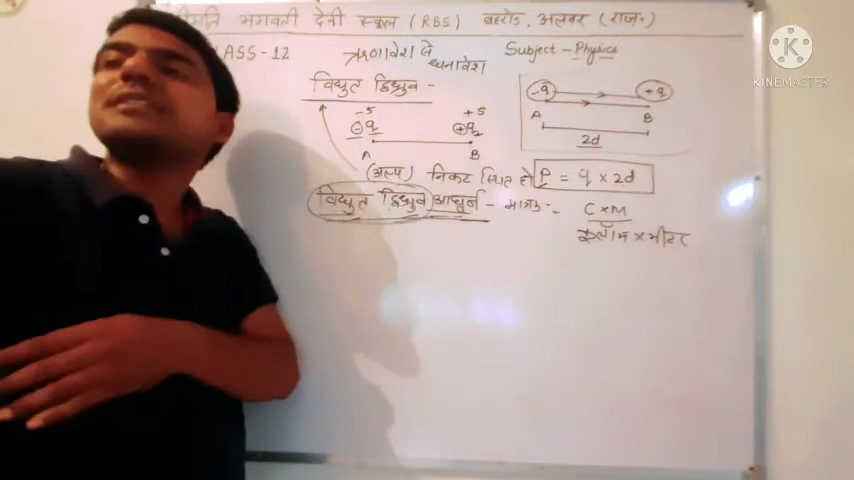 श्रीमति भगवती देवी स्कूल (RBS) बहरोड, अलवर (राज॰)
CLASS-12 ऋणावेश से धनावेश Subject - Physics
विद्युत द्विध्रुव -
-5 +5
-q +q
A B
-q +q
A B
2d
(अल्प) निकट स्थित हो
P = q × 2d
विद्युत द्विध्रुव आघूर्ण - मात्रक :-
C×M
कूलॉम × मीटर
KINEMASTER